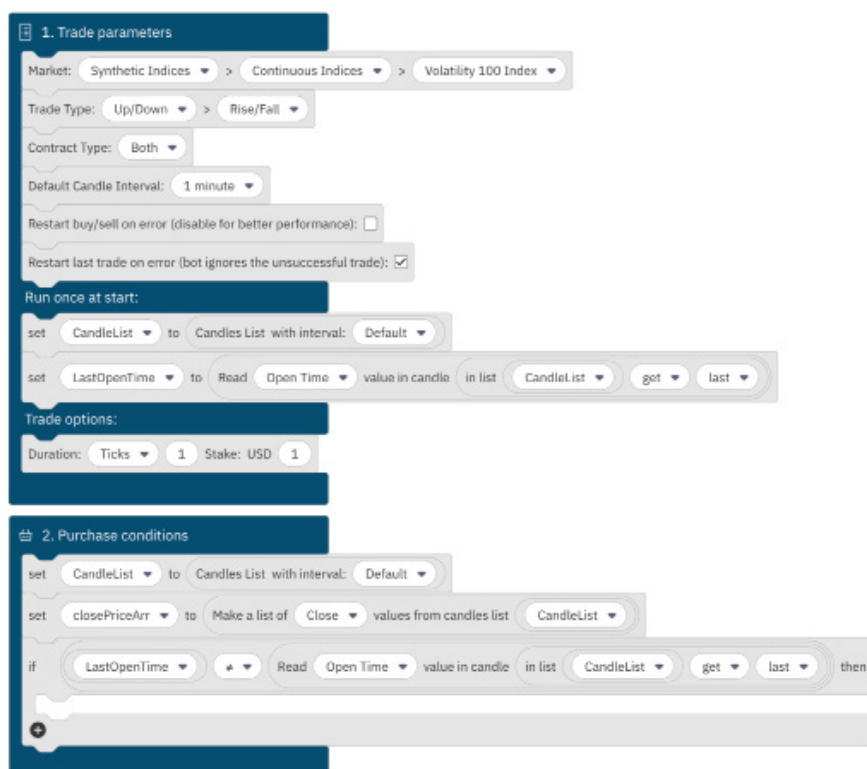 1. Trade parameters
Market: Synthetic Indices > Continuous Indices > Volatility 100 Index
Trade Type: Up/Down > Rise/Fall
Contract Type: Both
Default Candle Interval: 1 minute
Restart buy/sell on error (disable for better performance):
Restart last trade on error (bot ignores the unsuccessful trade):
Run once at start:
set CandleList to Candles List with interval: Default
set LastOpenTime to Read Open Time value in candle in list CandleList get last
Trade options:
Duration: Ticks 1 Stake: USD 1
2. Purchase conditions
set CandleList to Candles List with interval: Default
set closePriceArr to Make a list of Close values from candles list CandleList
if LastOpenTime ≠ Read Open Time value in candle in list CandleList get last then